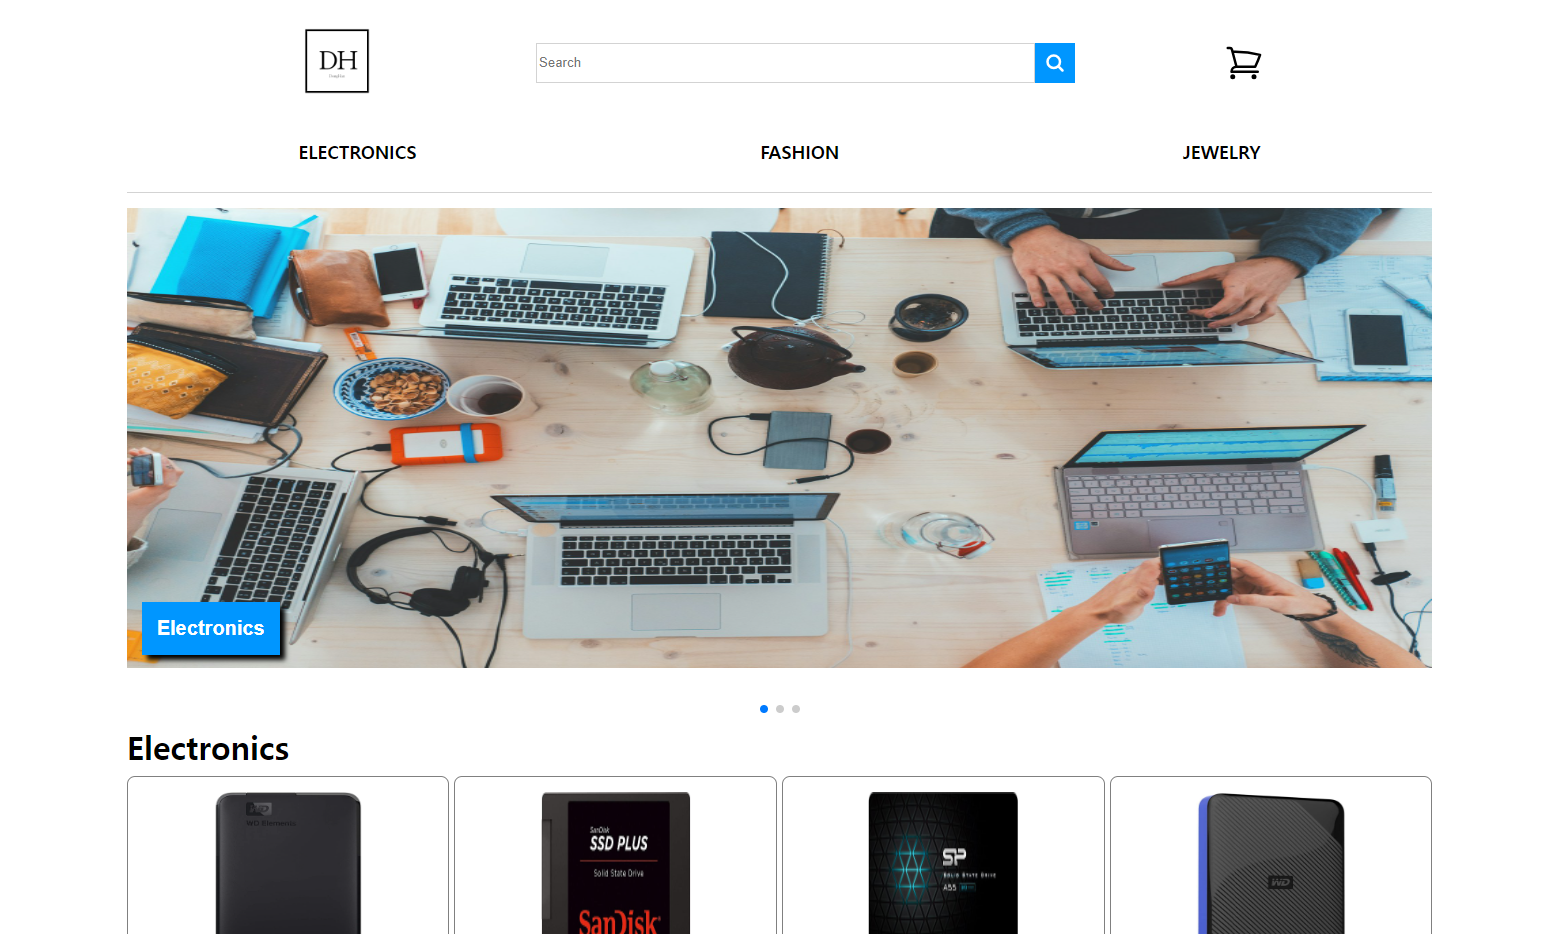 DH
Search
ELECTRONICS
FASHION
JEWELRY
Electronics
Electronics
WD
WD Elements
SanDisk
SSD PLUS
Solid State Drive
SanDisk
SP
SOLID STATE DRIVE
A55
WD